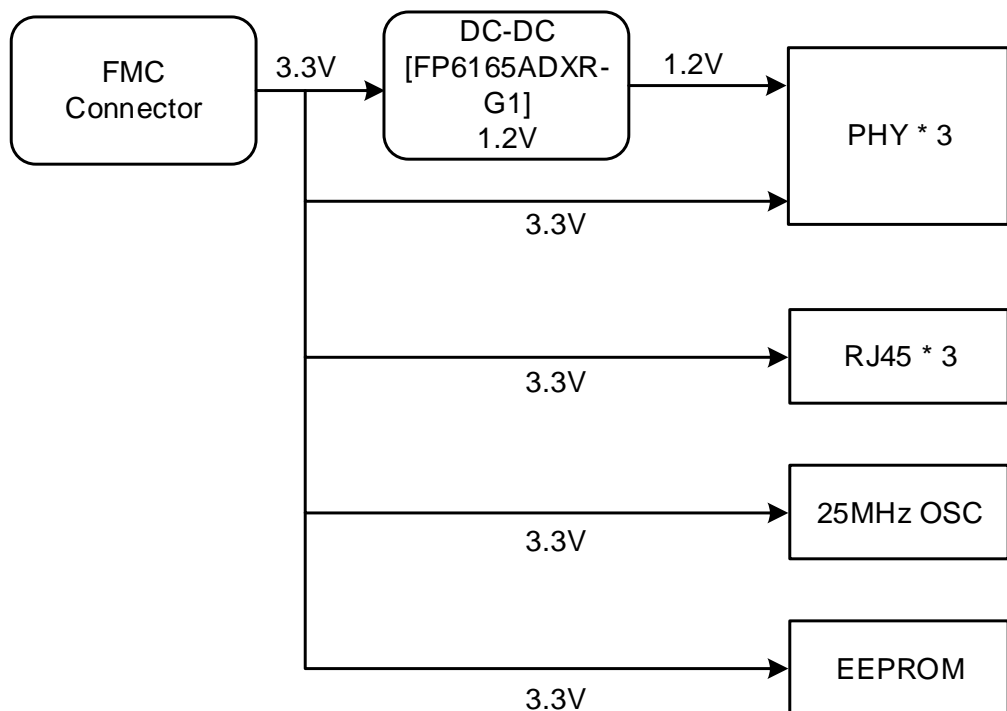 FMC
Connector
3.3V
DC-DC
[FP6165ADXR-
G1]
1.2V
1.2V
PHY * 3
3.3V
RJ45 * 3
3.3V
25MHz OSC
3.3V
EEPROM
3.3V